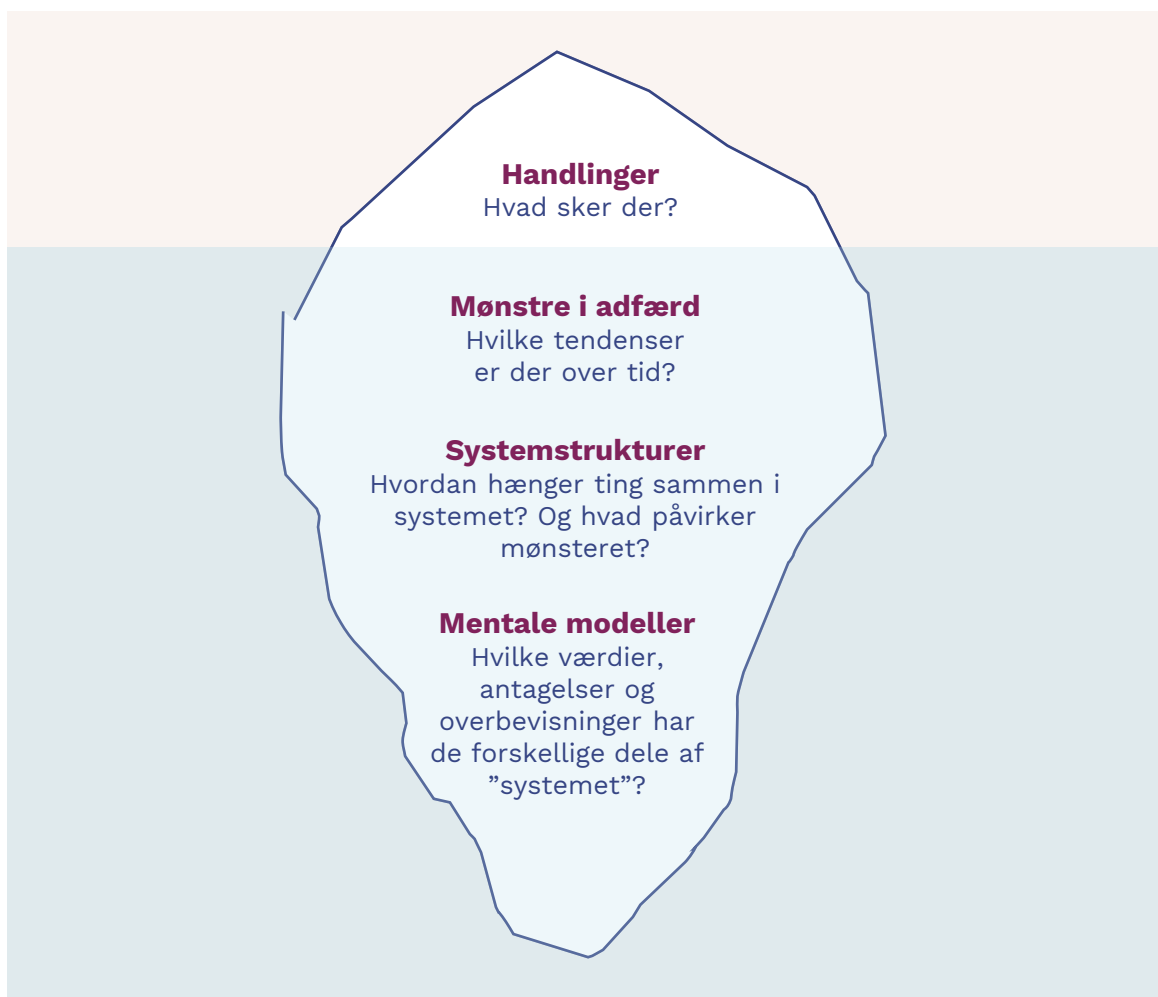 Handlinger
Hvad sker der?
Mønstre i adfærd
Hvilke tendenser
er der over tid?
Systemstrukturer
Hvordan hænger ting sammen i
systemet? Og hvad påvirker
mønsteret?
Mentale modeller
Hvilke værdier,
antagelser og
overbevisninger har
de forskellige dele af
”systemet”?